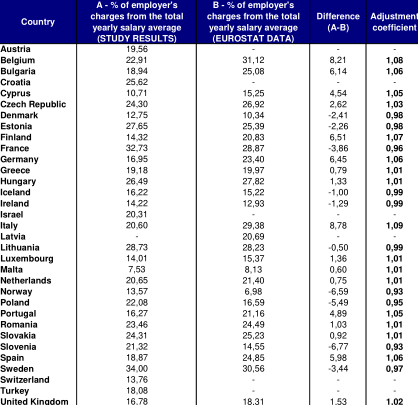 Country A - % of employer's charges from the total yearly salary average (STUDY RESULTS) B - % of employer's charges from the total yearly salary average (EUROSTAT DATA) Difference (A-B) Adjustment coefficient
Austria 19,56 - - -
Belgium 22,91 31,12 8,21 1,08
Bulgaria 18,94 25,08 6,14 1,06
Croatia 25,62 - - -
Cyprus 10,71 15,25 4,54 1,05
Czech Republic 24,30 26,92 2,62 1,03
Denmark 12,75 10,34 -2,41 0,98
Estonia 27,65 25,39 -2,26 0,98
Finland 14,32 20,83 6,51 1,07
France 32,73 28,87 -3,86 0,96
Germany 16,95 23,40 6,45 1,06
Greece 19,18 19,97 0,79 1,01
Hungary 26,49 27,82 1,33 1,01
Iceland 16,22 15,22 -1,00 0,99
Ireland 14,22 12,93 -1,29 0,99
Israel 20,31 - - -
Italy 20,60 29,38 8,78 1,09
Latvia - 20,69 - -
Lithuania 28,73 28,23 -0,50 0,99
Luxembourg 14,01 15,37 1,36 1,01
Malta 7,53 8,13 0,60 1,01
Netherlands 20,65 21,40 0,75 1,01
Norway 13,57 6,98 -6,59 0,93
Poland 22,08 16,59 -5,49 0,95
Portugal 16,27 21,16 4,89 1,05
Romania 23,46 24,49 1,03 1,01
Slovakia 24,31 25,23 0,92 1,01
Slovenia 21,32 14,55 -6,77 0,93
Spain 18,87 24,85 5,98 1,06
Sweden 34,00 30,56 -3,44 0,97
Switzerland 13,76 - - -
Turkey 18,08 - - -
United Kingdom 16,78 18,31 1,53 1,02